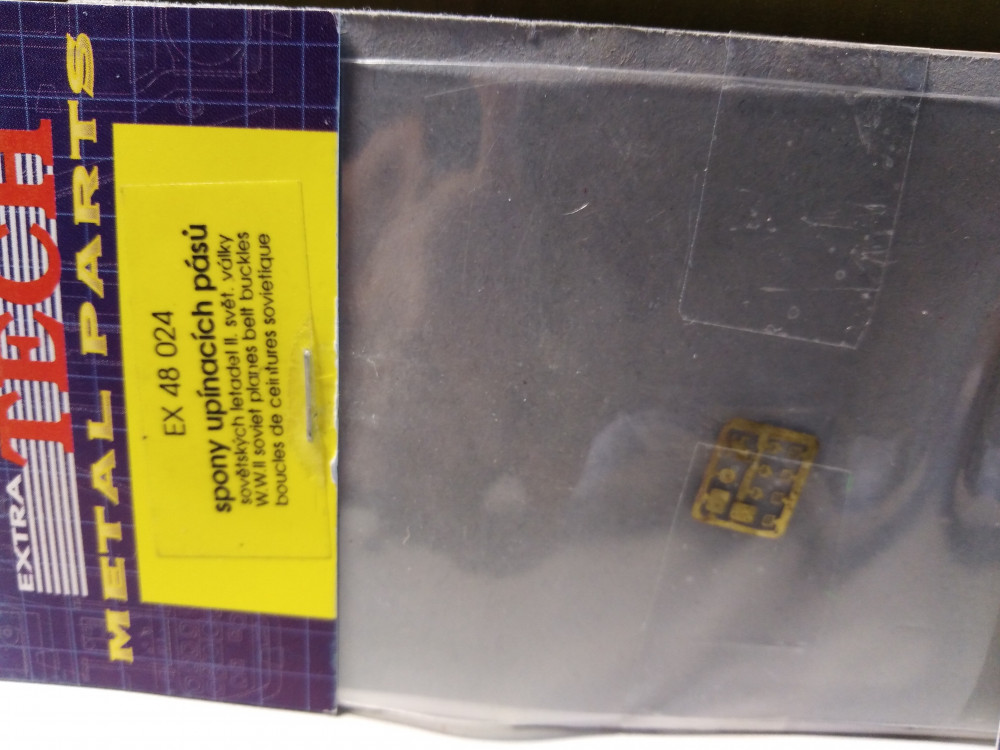 EXTRA
TECH
METAL PARTS
EX 48 024
spony upínacích pásů
sovětských letadel II. svět. války
W.W.II soviet planes belt buckles
boucles de ceintures sovietique